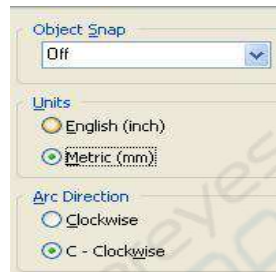 Object Snap
Off
Units
English (inch)
Metric (mm)
Arc Direction
Clockwise
C - Clockwise